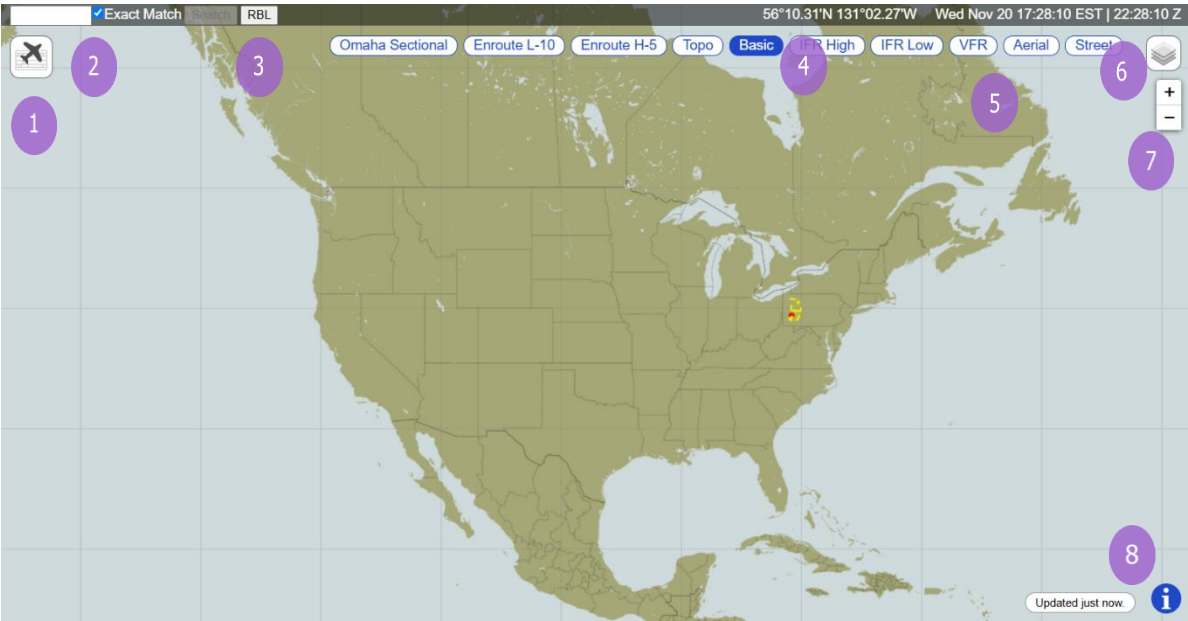 Exact Match Search RBL 56°10.31'N 131°02.27'W Wed Nov 20 17:28:10 EST | 22:28:10 Z
Omaha Sectional Enroute L-10 Enroute H-5 Topo Basic IFR High IFR Low VFR Aerial Street
2 3 4 6
+
5
1
−
7
8
Updated just now. i